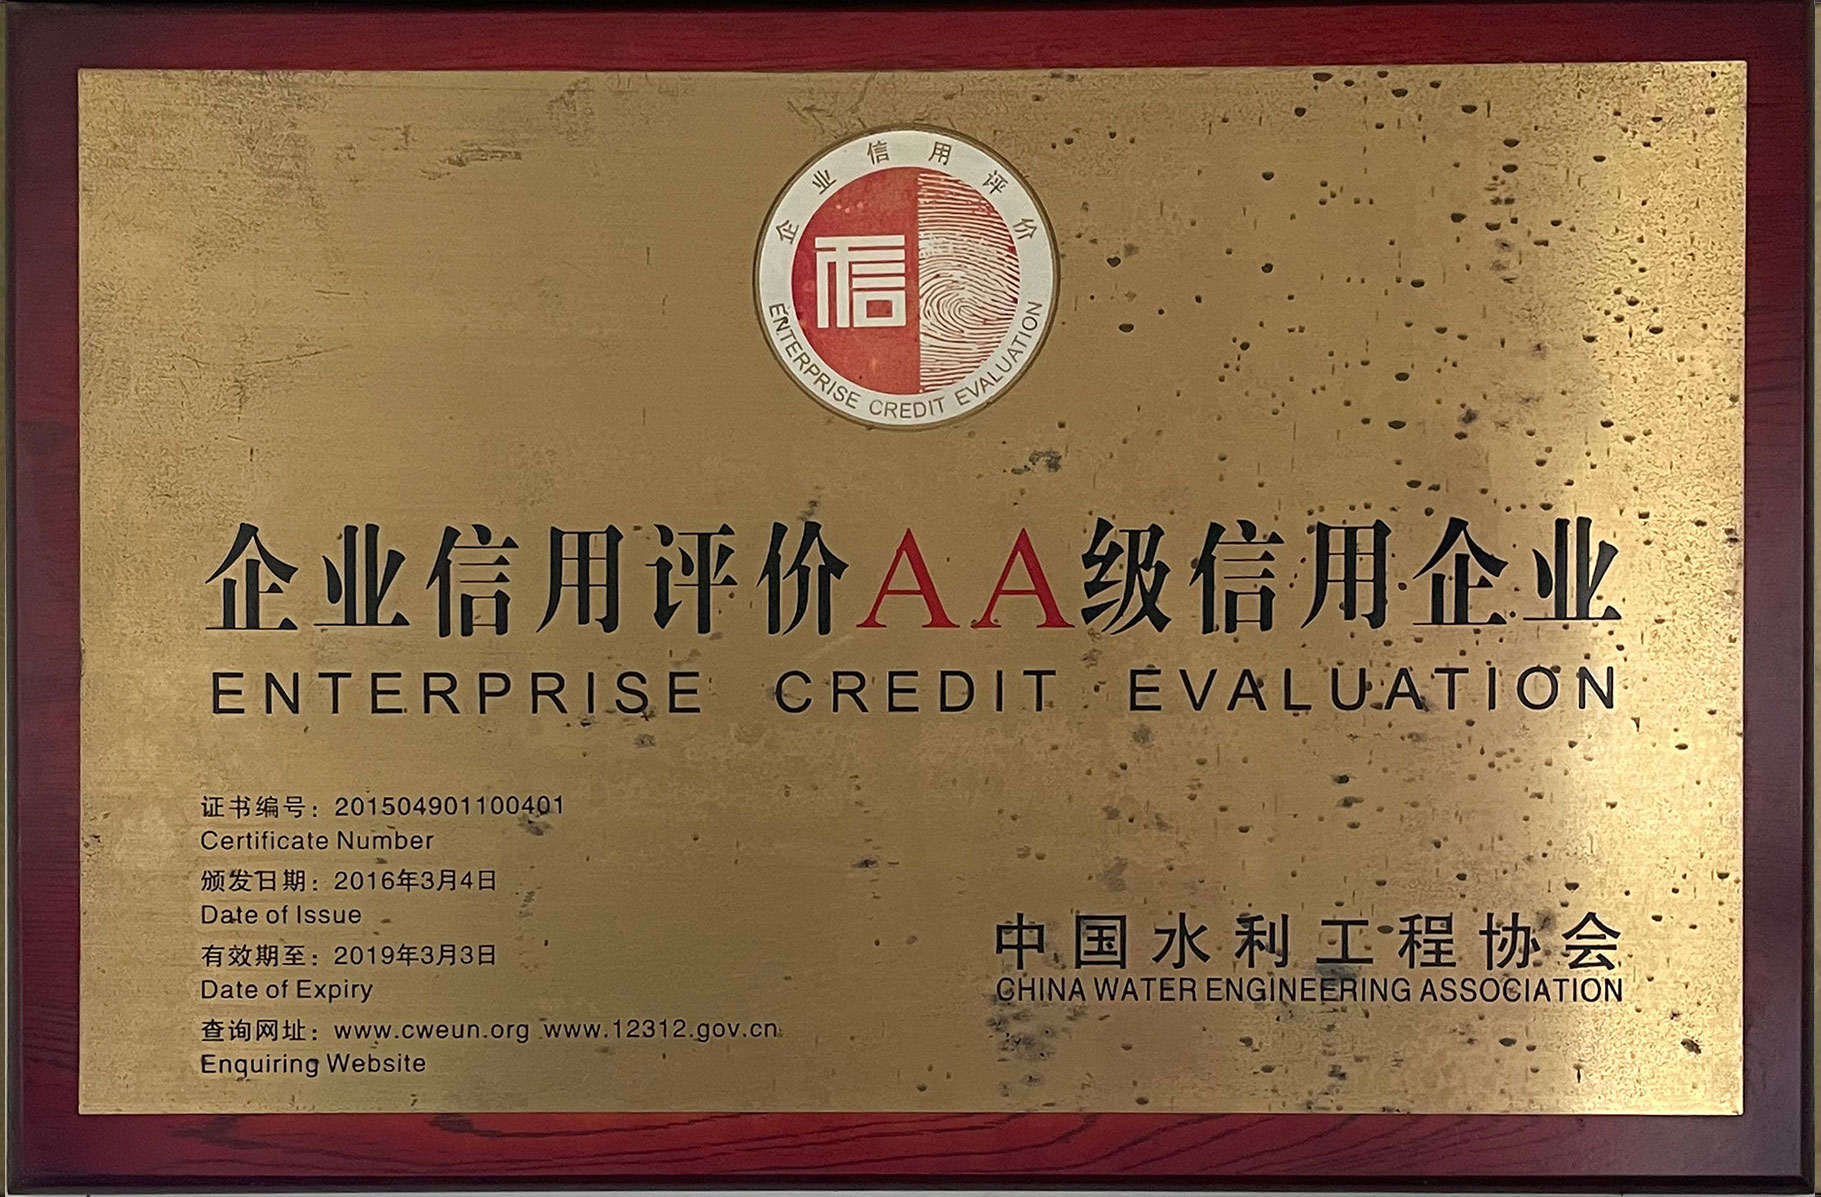 企业信用评价
信
ENTERPRISE CREDIT EVALUATION
企业信用评价AA级信用企业
ENTERPRISE CREDIT EVALUATION
证书编号：201504901100401
Certificate Number
颁发日期：2016年3月4日
Date of Issue
有效期至：2019年3月3日
Date of Expiry
查询网址：www.cweun.org www.12312.gov.cn
Enquiring Website
中国水利工程协会
CHINA WATER ENGINEERING ASSOCIATION